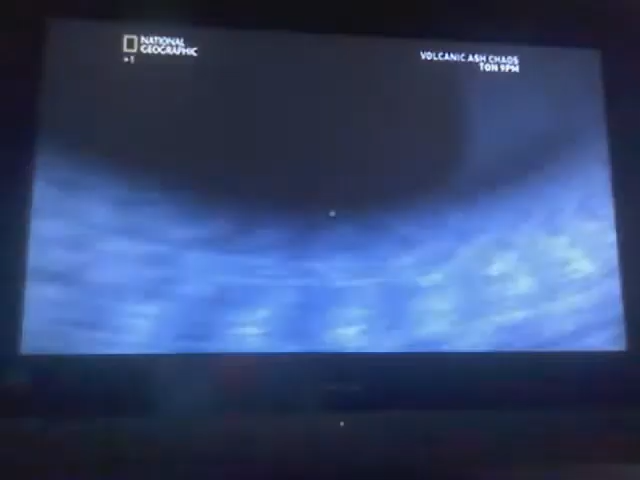 NATIONAL
GEOGRAPHIC
+1
VOLCANIC ASH CHAOS
TON 9PM